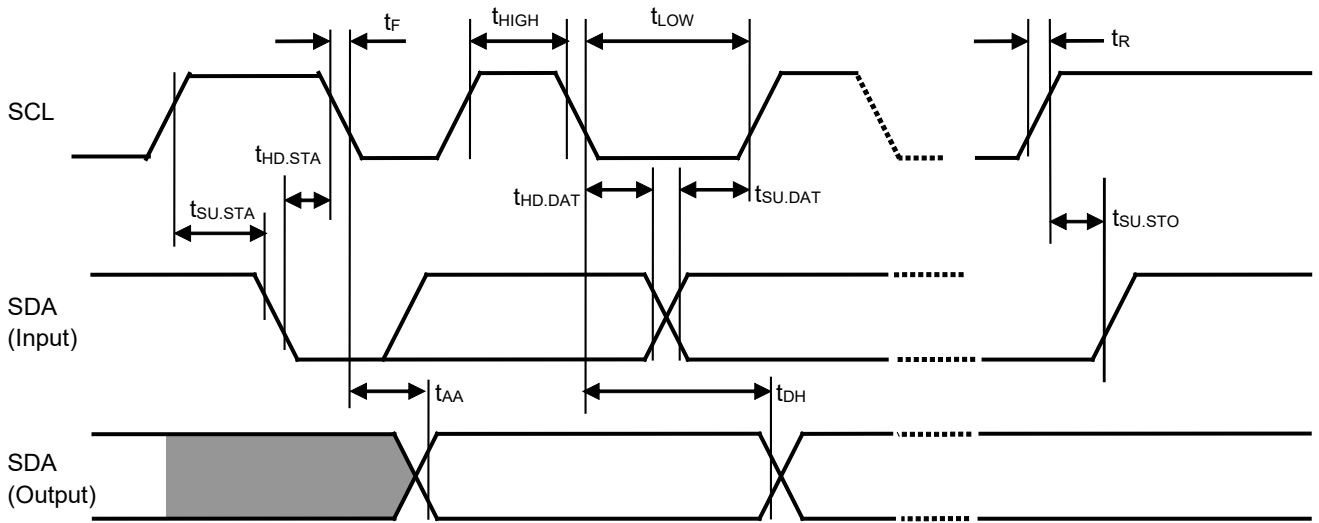 tF
tHIGH
tLOW
tR
SCL
tHD.STA
tHD.DAT
tSU.DAT
tSU.STA
tSU.STO
SDA
(Input)
tAA
tDH
SDA
(Output)